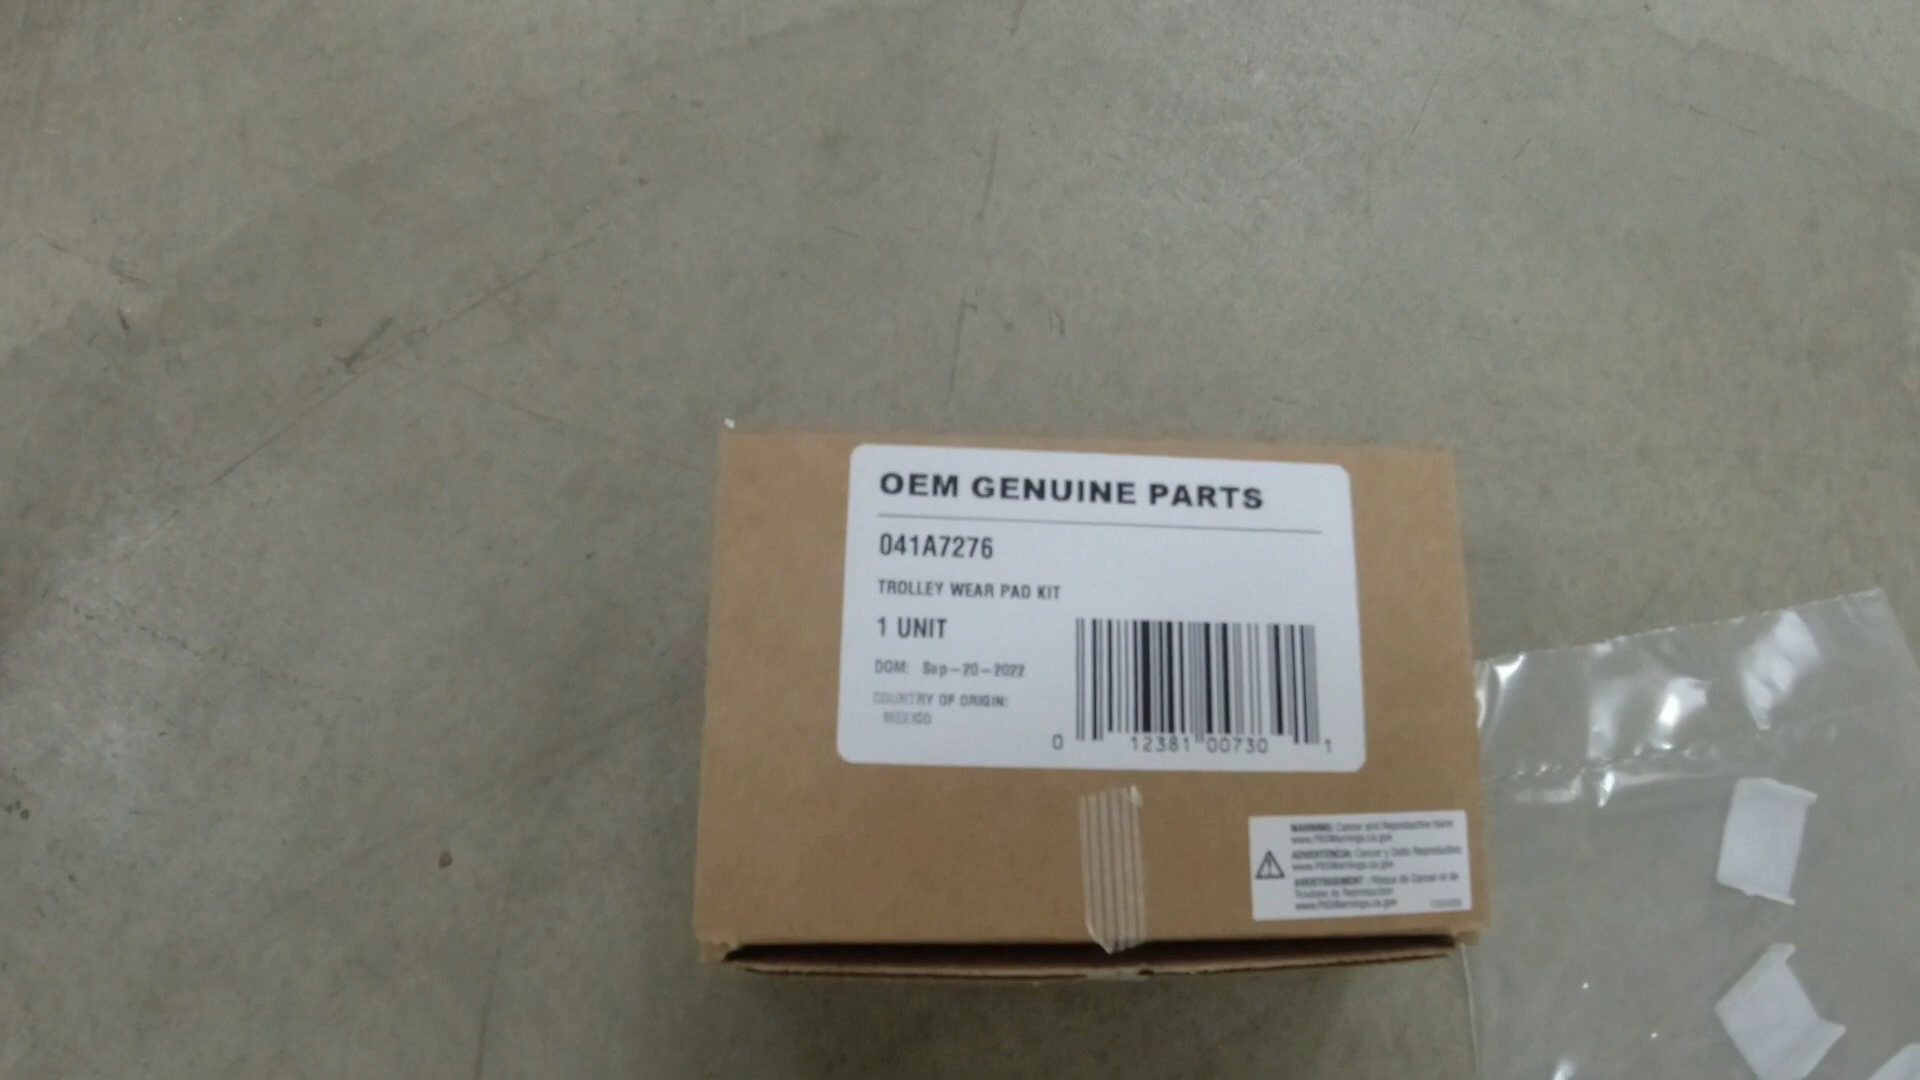 OEM GENUINE PARTS
041A7276
TROLLEY WEAR PAD KIT
1 UNIT
DOM: Sep-20-2022
COUNTRY OF ORIGIN:
MEXICO
0 12381 00730 1
WARNING: Cancer and Reproductive Harm
www.P65Warnings.ca.gov
ADVERTENCIA: Cancer y Daño Reproductivo
www.P65Warnings.ca.gov
AVERTISSEMENT : Risque de Cancer et de
Troubles de Reproduction
www.P65Warnings.ca.gov